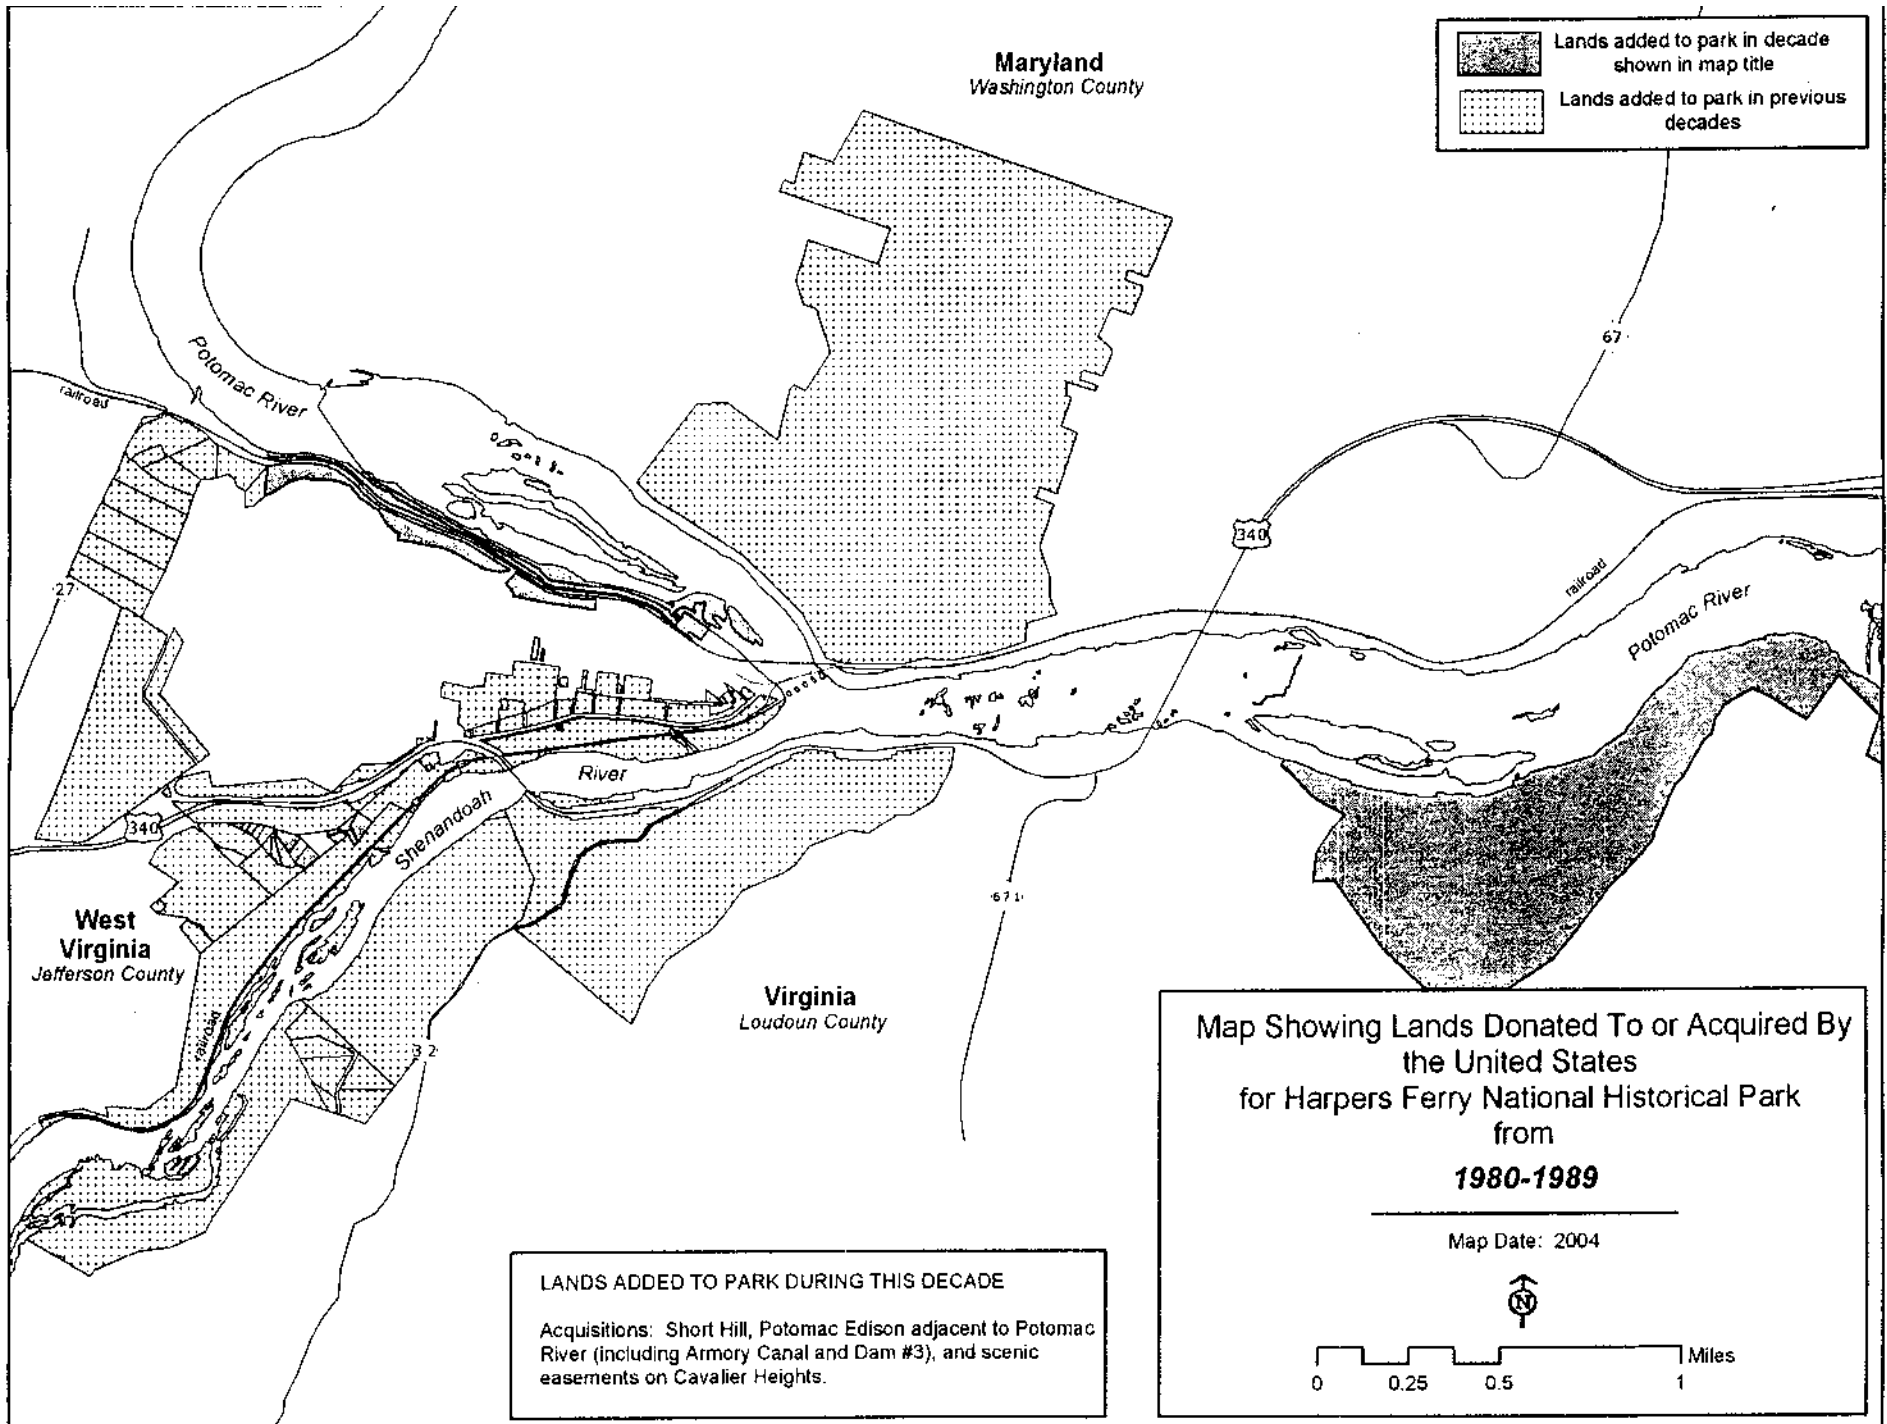 Maryland
Washington County
Lands added to park in decade
shown in map title
Lands added to park in previous
decades
67
Potomac River
railroad
340
railroad
Potomac River
27
River
Shenandoah
340
671
West
Virginia
Jefferson County
Virginia
Loudoun County
railroad
32
Map Showing Lands Donated To or Acquired By
the United States
for Harpers Ferry National Historical Park
from
1980-1989
Map Date: 2004
N
Miles
0 0.25 0.5 1
LANDS ADDED TO PARK DURING THIS DECADE
Acquisitions: Short Hill, Potomac Edison adjacent to Potomac
River (including Armory Canal and Dam #3), and scenic
easements on Cavalier Heights.